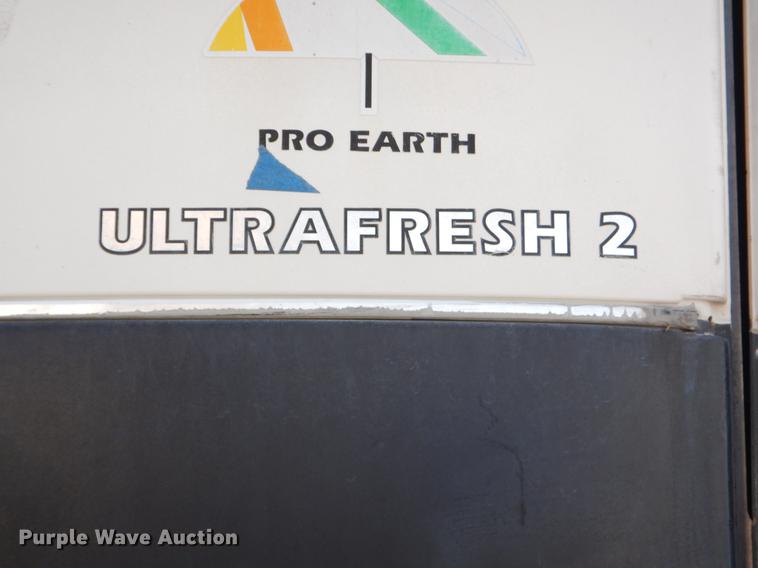 PRO EARTH
ULTRAFRESH 2
Purple Wave Auction